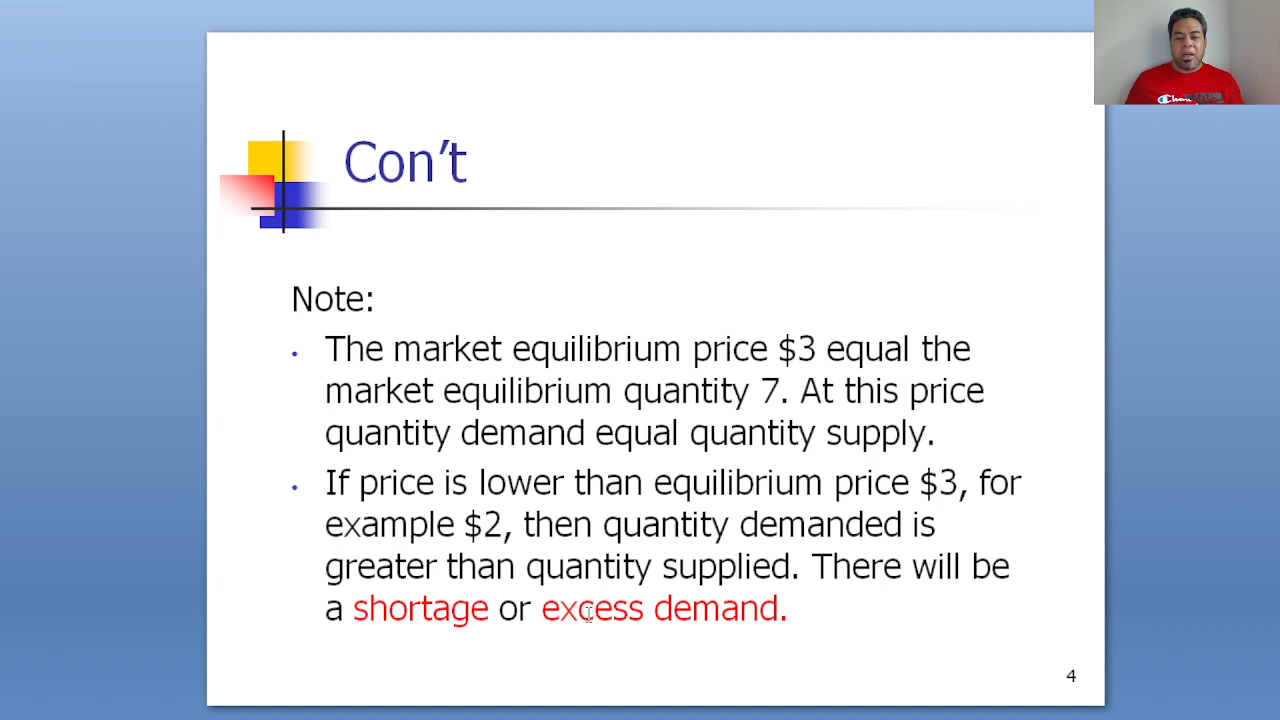 Con't
Note:
• The market equilibrium price $3 equal the
market equilibrium quantity 7. At this price
quantity demand equal quantity supply.
• If price is lower than equilibrium price $3, for
example $2, then quantity demanded is
greater than quantity supplied. There will be
a shortage or excess demand.
4